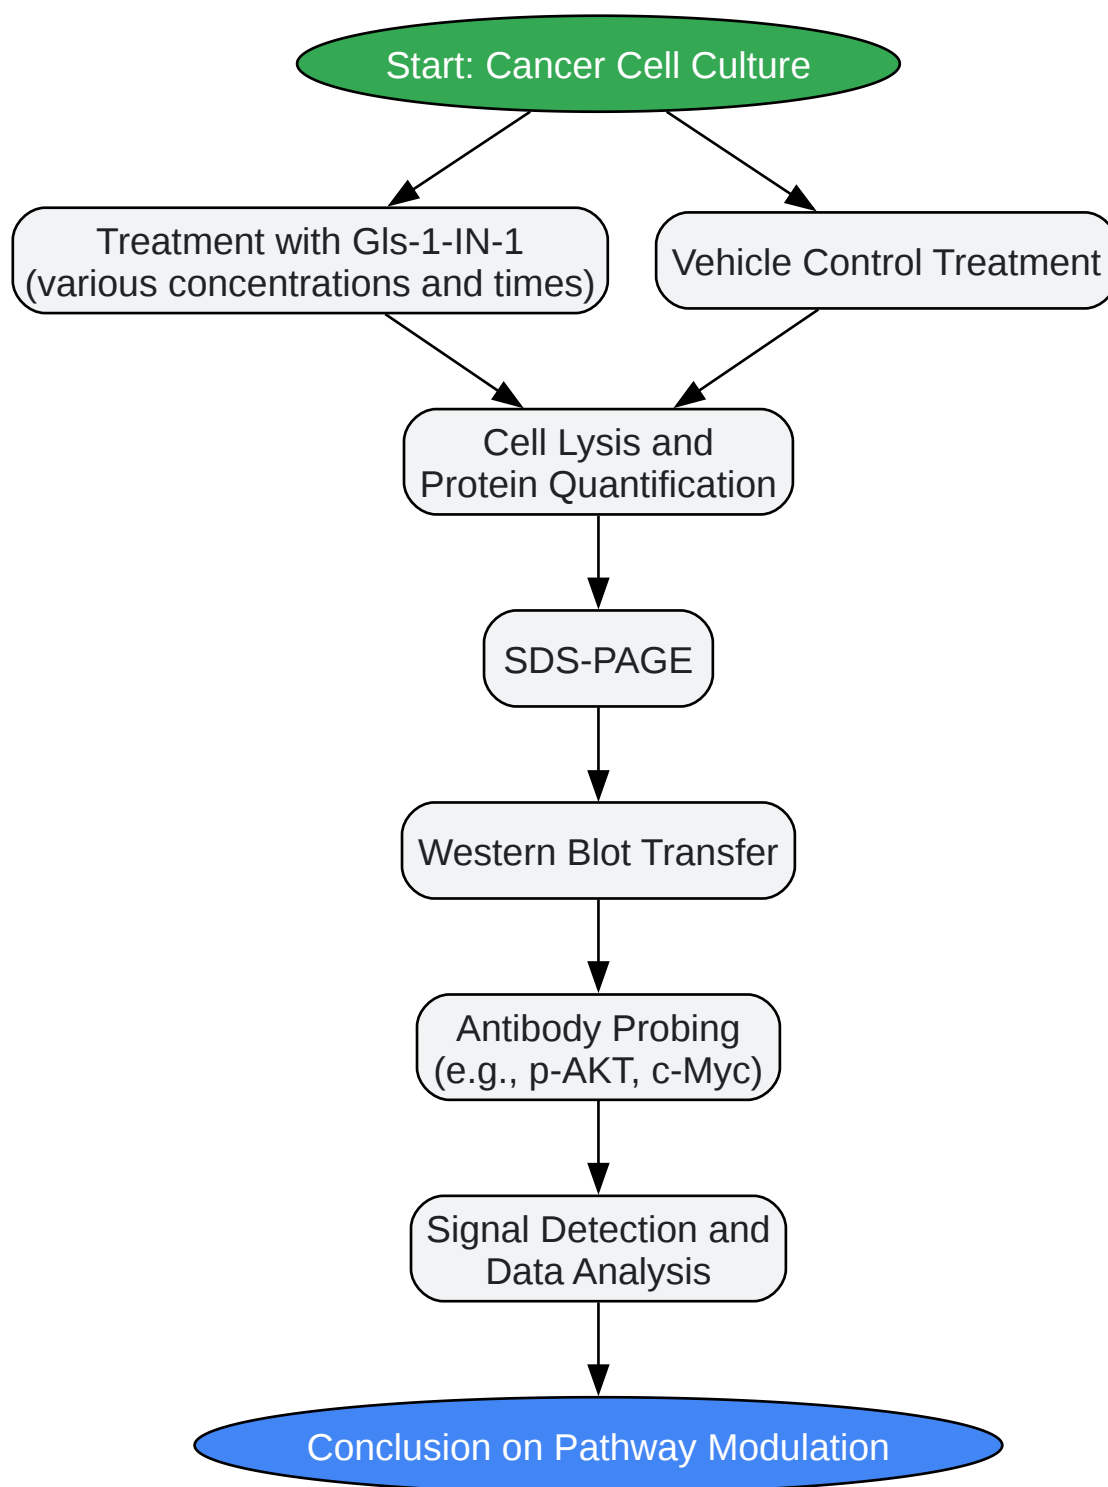 Start: Cancer Cell Culture
Treatment with Gls-1-IN-1
(various concentrations and times)
Vehicle Control Treatment
Cell Lysis and
Protein Quantification
SDS-PAGE
Western Blot Transfer
Antibody Probing
(e.g., p-AKT, c-Myc)
Signal Detection and
Data Analysis
Conclusion on Pathway Modulation